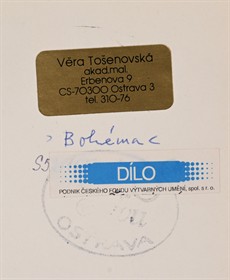 Věra Tošenovská
akad.mal.
Erbenova 9
CS-70300 Ostrava 3
tel. 310-76
Bohémac
DÍLO
PODNIK ČESKÉHO FONDU VÝTVARNÝCH UMĚNÍ, spol. s r.o.
OSTRAVA